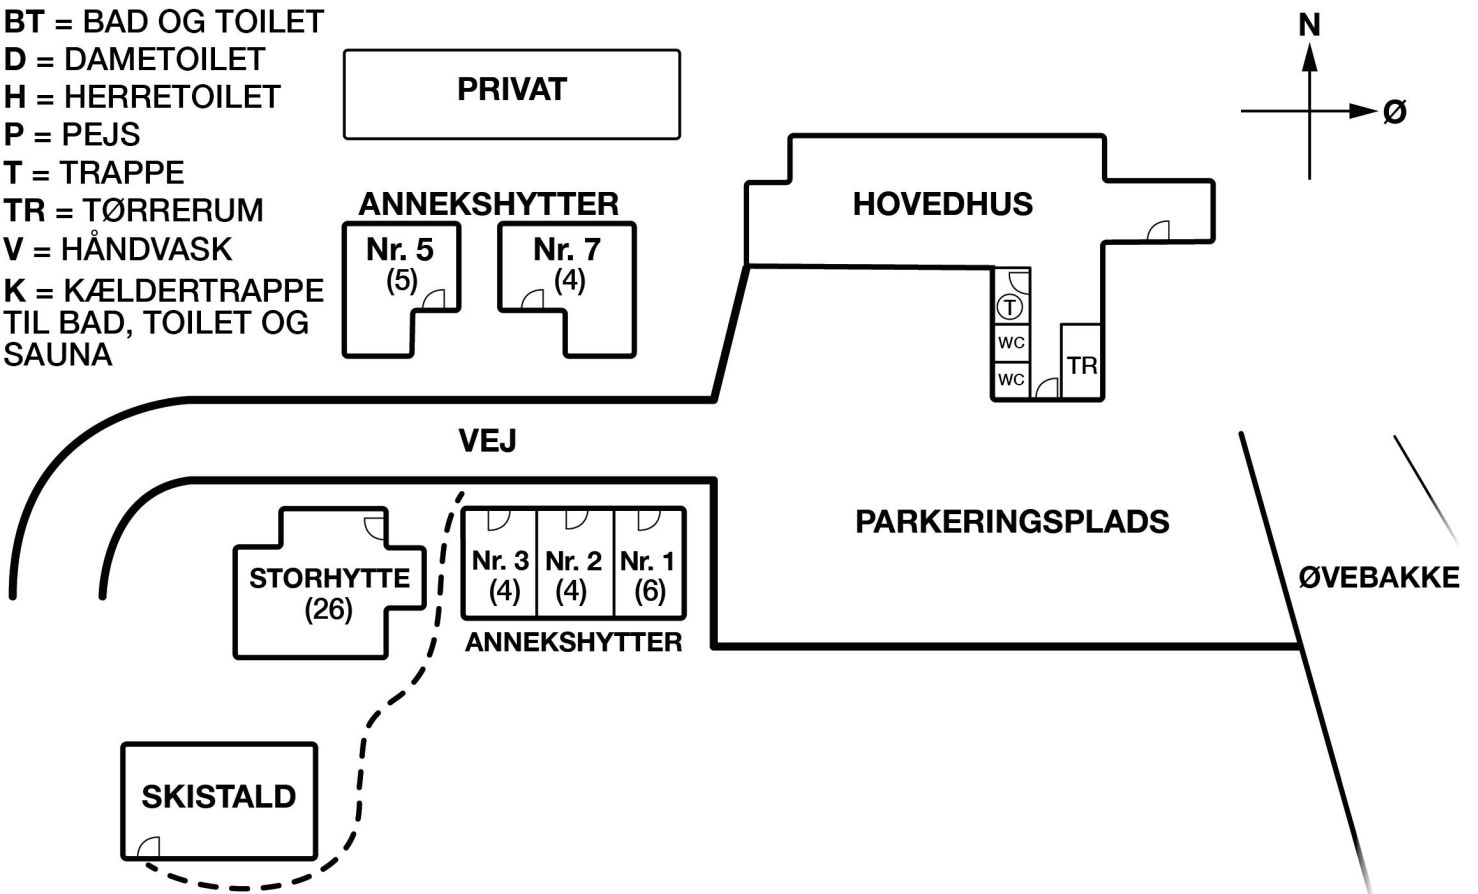 BT = BAD OG TOILET
D = DAMETOILET
H = HERRETOILET
P = PEJS
T = TRAPPE
TR = TØRRERUM
V = HÅNDVASK
K = KÆLDERTRAPPE
TIL BAD, TOILET OG
SAUNA
PRIVAT
N
Ø
ANNEKSHYTTER
Nr. 5
(5)
Nr. 7
(4)
HOVEDHUS
T
WC
WC
TR
VEJ
PARKERINGSPLADS
ØVEBAKKE
STORHYTTE
(26)
Nr. 3
(4)
Nr. 2
(4)
Nr. 1
(6)
ANNEKSHYTTER
SKISTALD